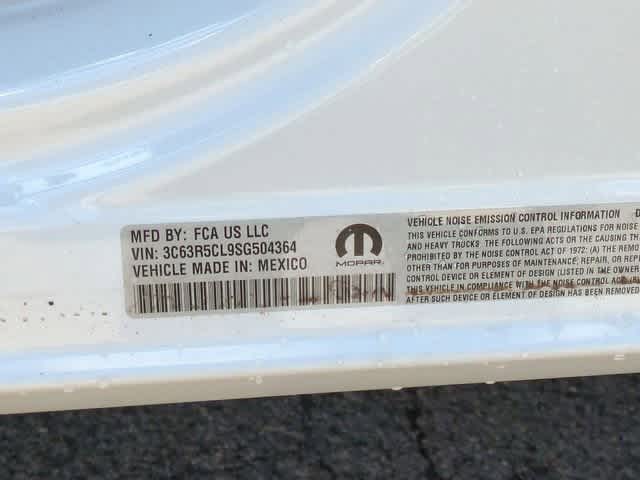 MFD BY: FCA US LLC
VIN: 3C63R5CL9SG504364
VEHICLE MADE IN: MEXICO
MOPAR
VEHICLE NOISE EMISSION CONTROL INFORMATION
THIS VEHICLE CONFORMS TO U.S. EPA REGULATIONS FOR NOISE
AND HEAVY TRUCKS. THE FOLLOWING ACTS OR THE CAUSING TH
PROHIBITED BY THE NOISE CONTROL ACT OF 1972: (A)
OTHER THAN FOR PURPOSES OF MAINTENANCE, REPAIR, OR
CONTROL DEVICE OR ELEMENT OF DESIGN (LISTED IN THE OWNER
THIS VEHICLE IN COMPLIANCE WITH THE NOISE CONTROL
AFTER SUCH DEVICE OR ELEMENT OF DESIGN HAS BEEN REMOVED